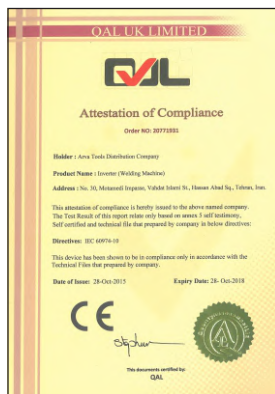 QAL UK LIMITED
QAL
Attestation of Compliance
Order NO: 20771551
Holder : Arva Tools Distribution Company
Product Name : Inverter (Welding Machine)
Address : No. 30, Motamedi Impasse, Vahdat Islami St., Hassan Abad Sq., Tehran, Iran.
This attestation of compliance is hereby issued to the above named company.
The Test Result of this report relate only based on annex 5 self testimony,
Self certified and technical file that prepared by company in below directives:
Directives: IEC 60974-10
This device has been shown to be in compliance only in accordance with the
Technical Files that prepared by company.
Date of Issue: 28-Oct-2015 Expiry Date: 28- Oct-2018
CE
Stephen
This documents certified by:
QAL